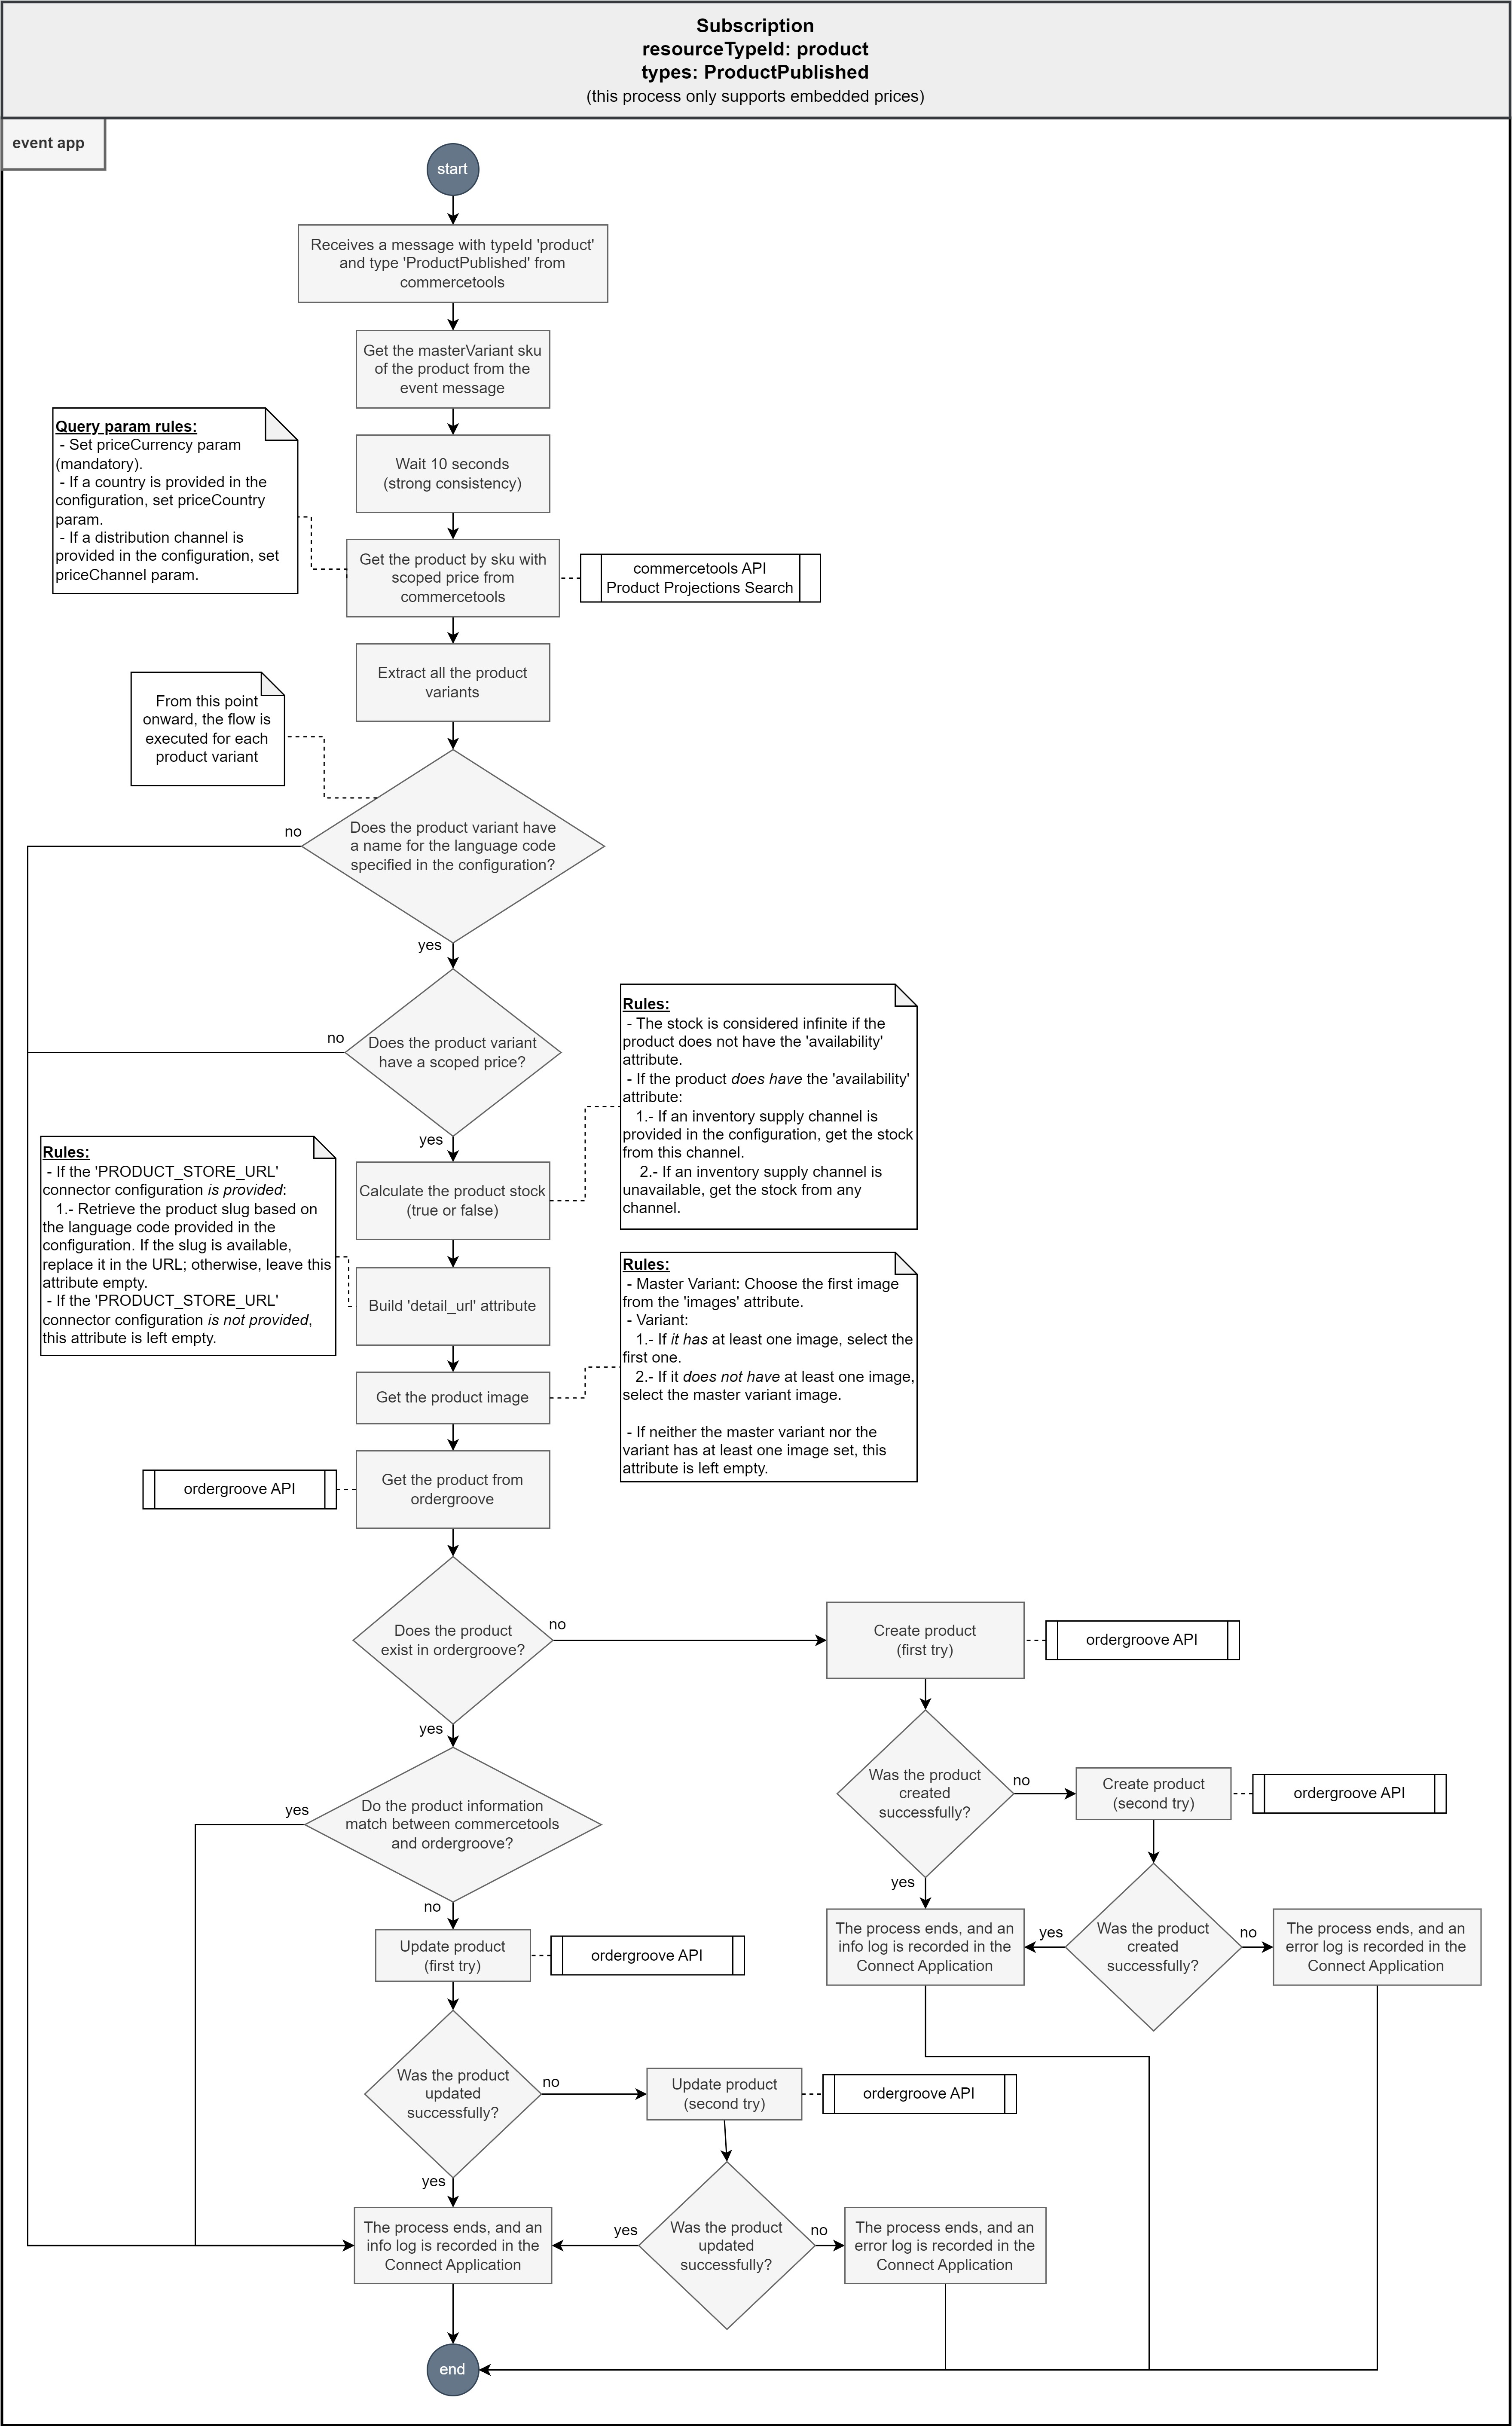 Subscription
resourceTypeId: product
types: ProductPublished
(this process only supports embedded prices)
event app
start
Receives a message with typeId 'product'
and type 'ProductPublished' from
commercetools
Get the masterVariant sku
of the product from the
event message
Query param rules:
- Set priceCurrency param
(mandatory).
- If a country is provided in the
configuration, set priceCountry
param.
- If a distribution channel is
provided in the configuration, set
priceChannel param.
Wait 10 seconds
(strong consistency)
Get the product by sku with
scoped price from
commercetools
commercetools API
Product Projections Search
Extract all the product
variants
From this point
onward, the flow is
executed for each
product variant
Does the product variant have
a name for the language code
specified in the configuration?
no
yes
Does the product variant
have a scoped price?
no
yes
Rules:
- The stock is considered infinite if the
product does not have the 'availability'
attribute.
- If the product does have the 'availability'
attribute:
1.- If an inventory supply channel is
provided in the configuration, get the stock
from this channel.
2.- If an inventory supply channel is
unavailable, get the stock from any
channel.
Calculate the product stock
(true or false)
Rules:
- If the 'PRODUCT_STORE_URL'
connector configuration is provided:
1.- Retrieve the product slug based on
the language code provided in the
configuration. If the slug is available,
replace it in the URL; otherwise, leave this
attribute empty.
- If the 'PRODUCT_STORE_URL'
connector configuration is not provided,
this attribute is left empty.
Build 'detail_url' attribute
Rules:
- Master Variant: Choose the first image
from the 'images' attribute.
- Variant:
1.- If it has at least one image, select the
first one.
2.- If it does not have at least one image,
select the master variant image.
- If neither the master variant nor the
variant has at least one image set, this
attribute is left empty.
Get the product image
Get the product from
ordergroove
ordergroove API
Does the product
exist in ordergroove?
no
yes
Create product
(first try)
ordergroove API
Was the product
created
successfully?
no
yes
Create product
(second try)
ordergroove API
Do the product information
match between commercetools
and ordergroove?
yes
no
The process ends, and an
info log is recorded in the
Connect Application
yes
Was the product
created
successfully?
no
The process ends, and an
error log is recorded in the
Connect Application
Update product
(first try)
ordergroove API
Was the product
updated
successfully?
no
yes
Update product
(second try)
ordergroove API
The process ends, and an
info log is recorded in the
Connect Application
yes
Was the product
updated
successfully?
no
The process ends, and an
error log is recorded in the
Connect Application
end